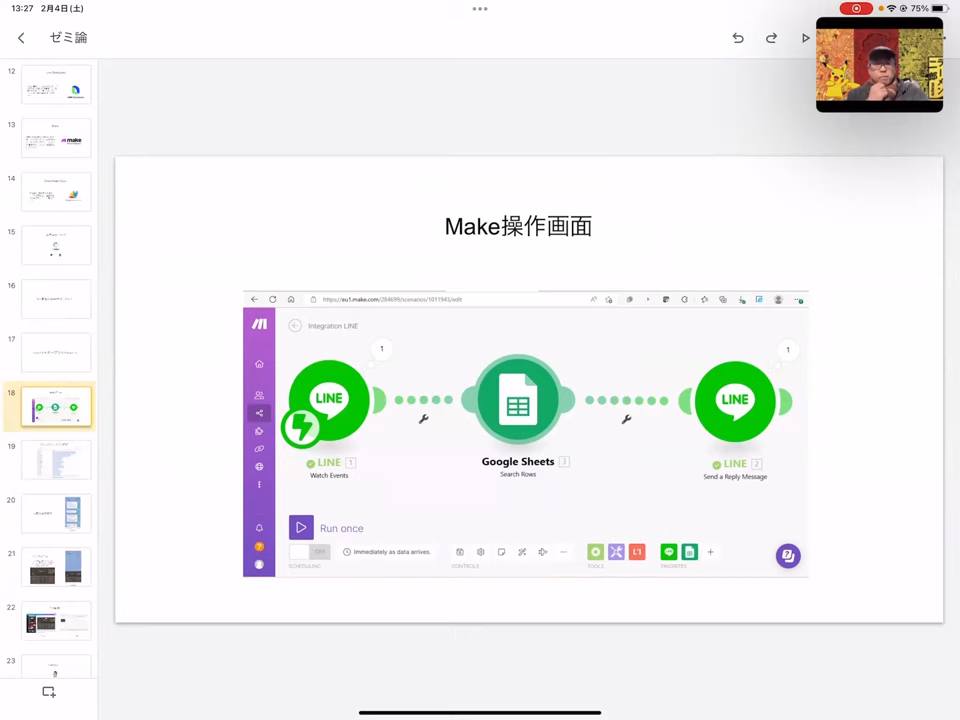 13:27 2月4日(土)
75%
ゼミ論
12
13
make
14
15
16
17
18
19
20
21
22
23
Make操作画面
https://eu1.make.com/284699/scenarios/1011943/edit
Integration LINE
1
1
LINE
LINE
LINE 1
Watch Events
Google Sheets 3
Search Rows
LINE 2
Send a Reply Message
Run once
OFF
Immediately as data arrives.
SCHEDULING
CONTROLS
TOOLS
FAVORITES